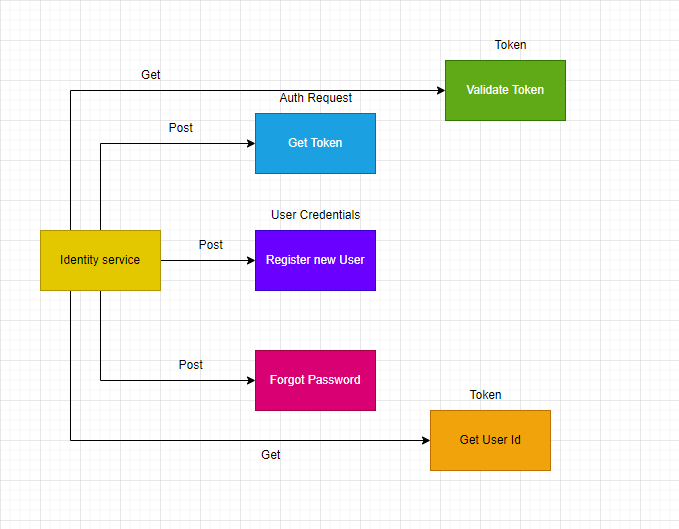 Token
Get
Validate Token
Auth Request
Post
Get Token
User Credentials
Post
Identity service
Register new User
Post
Forgot Password
Token
Get User Id
Get